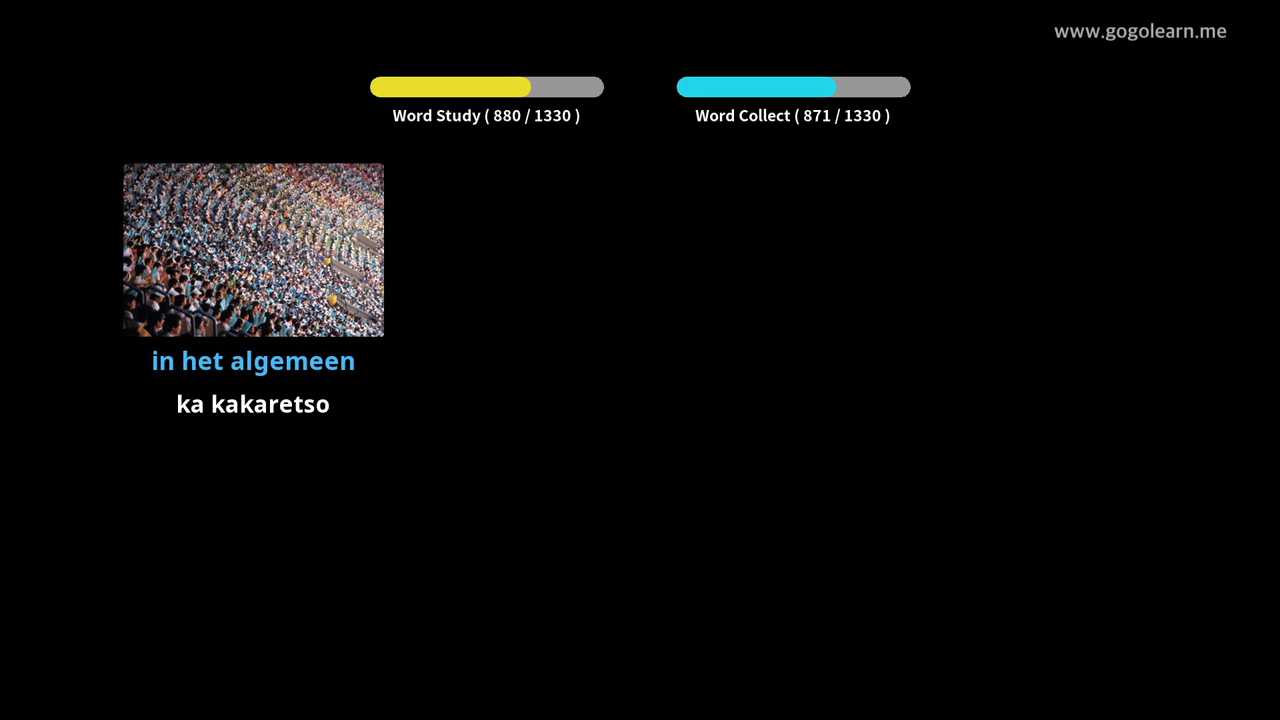 www.gogolearn.me
Word Study ( 880 / 1330 )
Word Collect ( 871 / 1330 )
in het algemeen
ka kakaretso